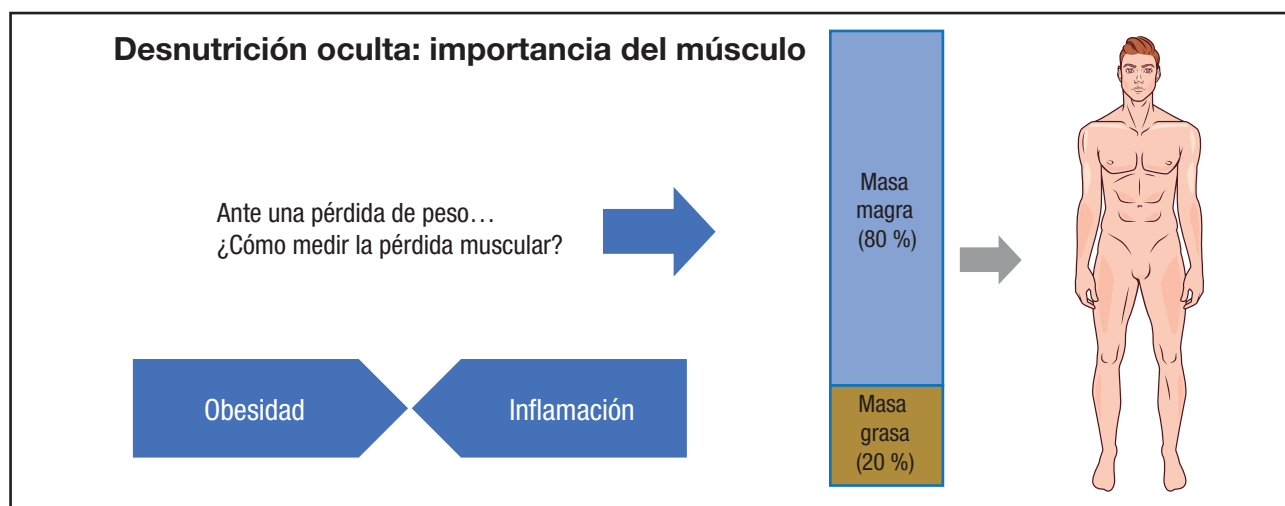 Desnutrición oculta: importancia del músculo
Ante una pérdida de peso…
¿Cómo medir la pérdida muscular?
Obesidad
Inflamación
Masa
magra
(80 %)
Masa
grasa
(20 %)